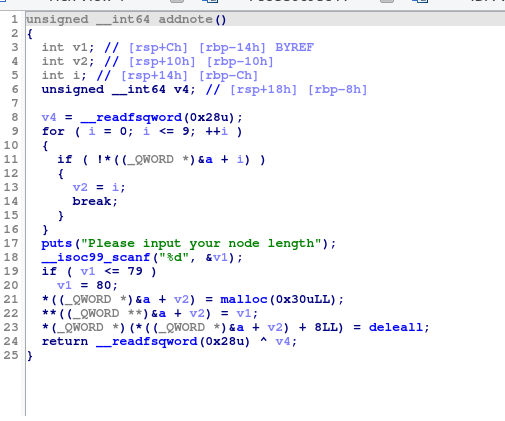 1 unsigned __int64 addnote()
2 {
3 int v1; // [rsp+Ch] [rbp-14h] BYREF
4 int v2; // [rsp+10h] [rbp-10h]
5 int i; // [rsp+14h] [rbp-Ch]
6 unsigned __int64 v4; // [rsp+18h] [rbp-8h]
7
8 v4 = __readfsqword(0x28u);
9 for ( i = 0; i <= 9; ++i )
10 {
11 if ( !*((_QWORD *)&a + i) )
12 {
13 v2 = i;
14 break;
15 }
16 }
17 puts("Please input your node length");
18 __isoc99_scanf("%d", &v1);
19 if ( v1 <= 79 )
20 v1 = 80;
21 *((_QWORD *)&a + v2) = malloc(0x30uLL);
22 **((_QWORD **)&a + v2) = v1;
23 *(_QWORD *)(*((_QWORD *)&a + v2) + 8LL) = deleall;
24 return __readfsqword(0x28u) ^ v4;
25 }